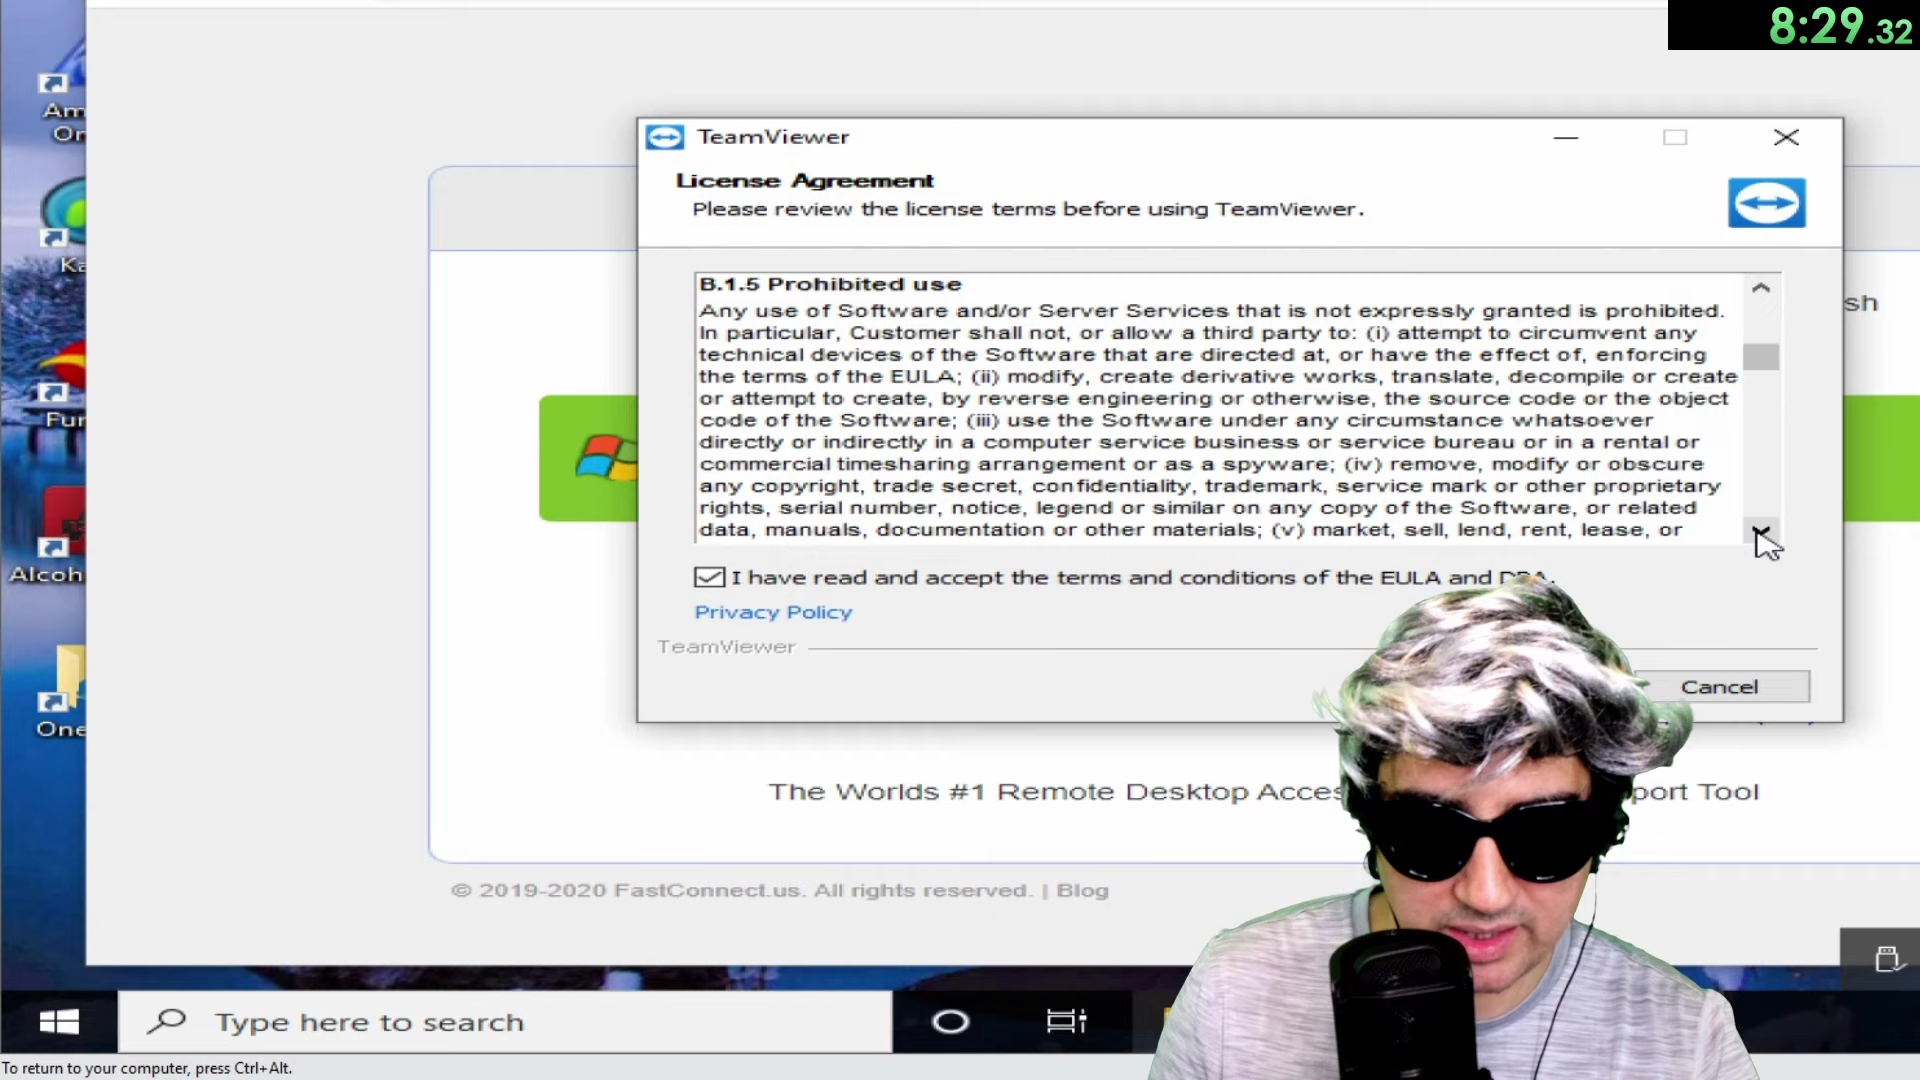 8:29.32
Am
On
TeamViewer
License Agreement
Please review the license terms before using TeamViewer.
B.1.5 Prohibited use
Any use of Software and/or Server Services that is not expressly granted is prohibited.
In particular, Customer shall not, or allow a third party to: (i) attempt to circumvent any
technical devices of the Software that are directed at, or have the effect of, enforcing
the terms of the EULA; (ii) modify, create derivative works, translate, decompile or create
or attempt to create, by reverse engineering or otherwise, the source code or the object
code of the Software; (iii) use the Software under any circumstance whatsoever
directly or indirectly in a computer service business or service bureau or in a rental or
commercial timesharing arrangement or as a spyware; (iv) remove, modify or obscure
any copyright, trade secret, confidentiality, trademark, service mark or other proprietary
rights, serial number, notice, legend or similar on any copy of the Software, or related
data, manuals, documentation or other materials; (v) market, sell, lend, rent, lease, or
I have read and accept the terms and conditions of the EULA and DPA.
Privacy Policy
TeamViewer
Cancel
sh
Ka
Fur
Alcoh
One
The Worlds #1 Remote Desktop Acces port Tool
© 2019-2020 FastConnect.us. All rights reserved. | Blog
Type here to search
To return to your computer, press Ctrl+Alt.